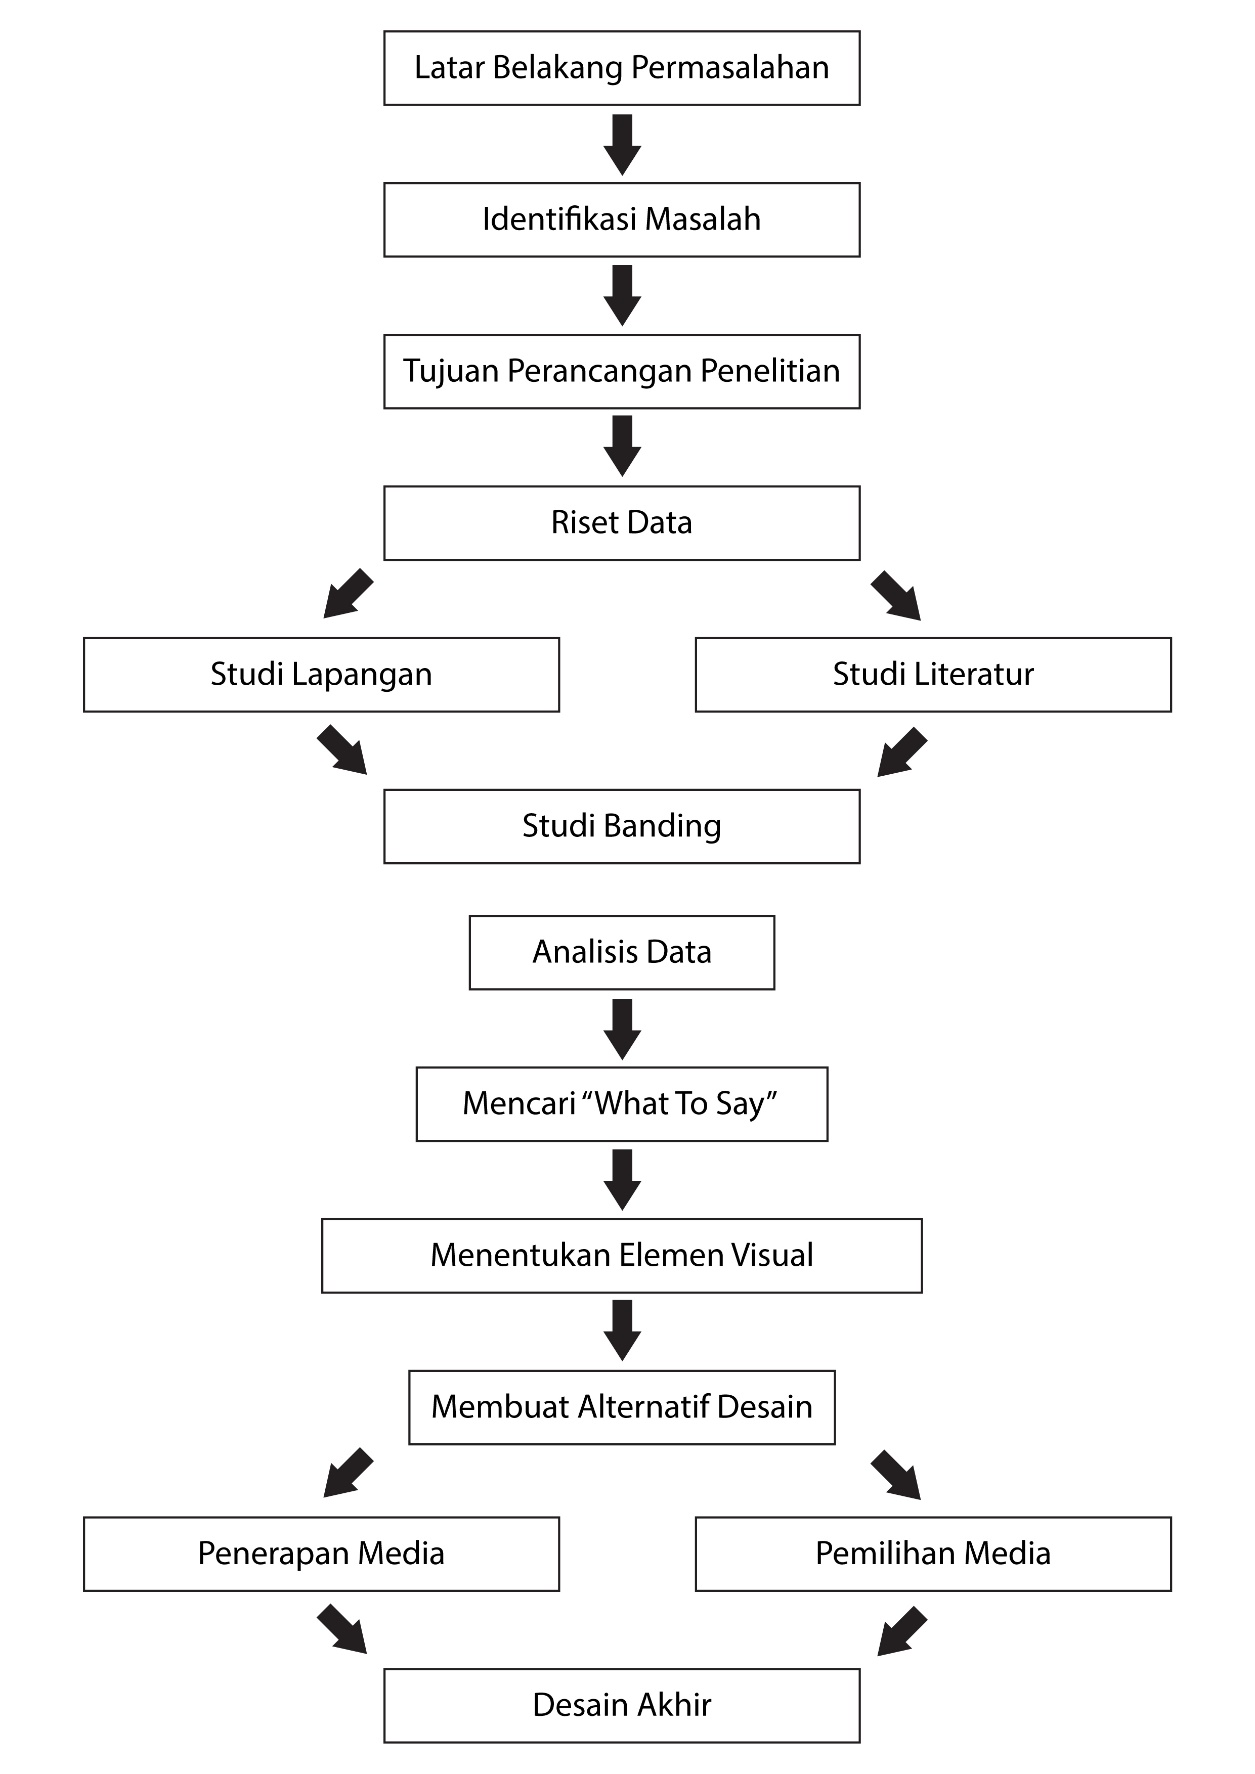 Latar Belakang Permasalahan
Identifikasi Masalah
Tujuan Perancangan Penelitian
Riset Data
Studi Lapangan
Studi Literatur
Studi Banding
Analisis Data
Mencari “What To Say”
Menentukan Elemen Visual
Membuat Alternatif Desain
Penerapan Media
Pemilihan Media
Desain Akhir